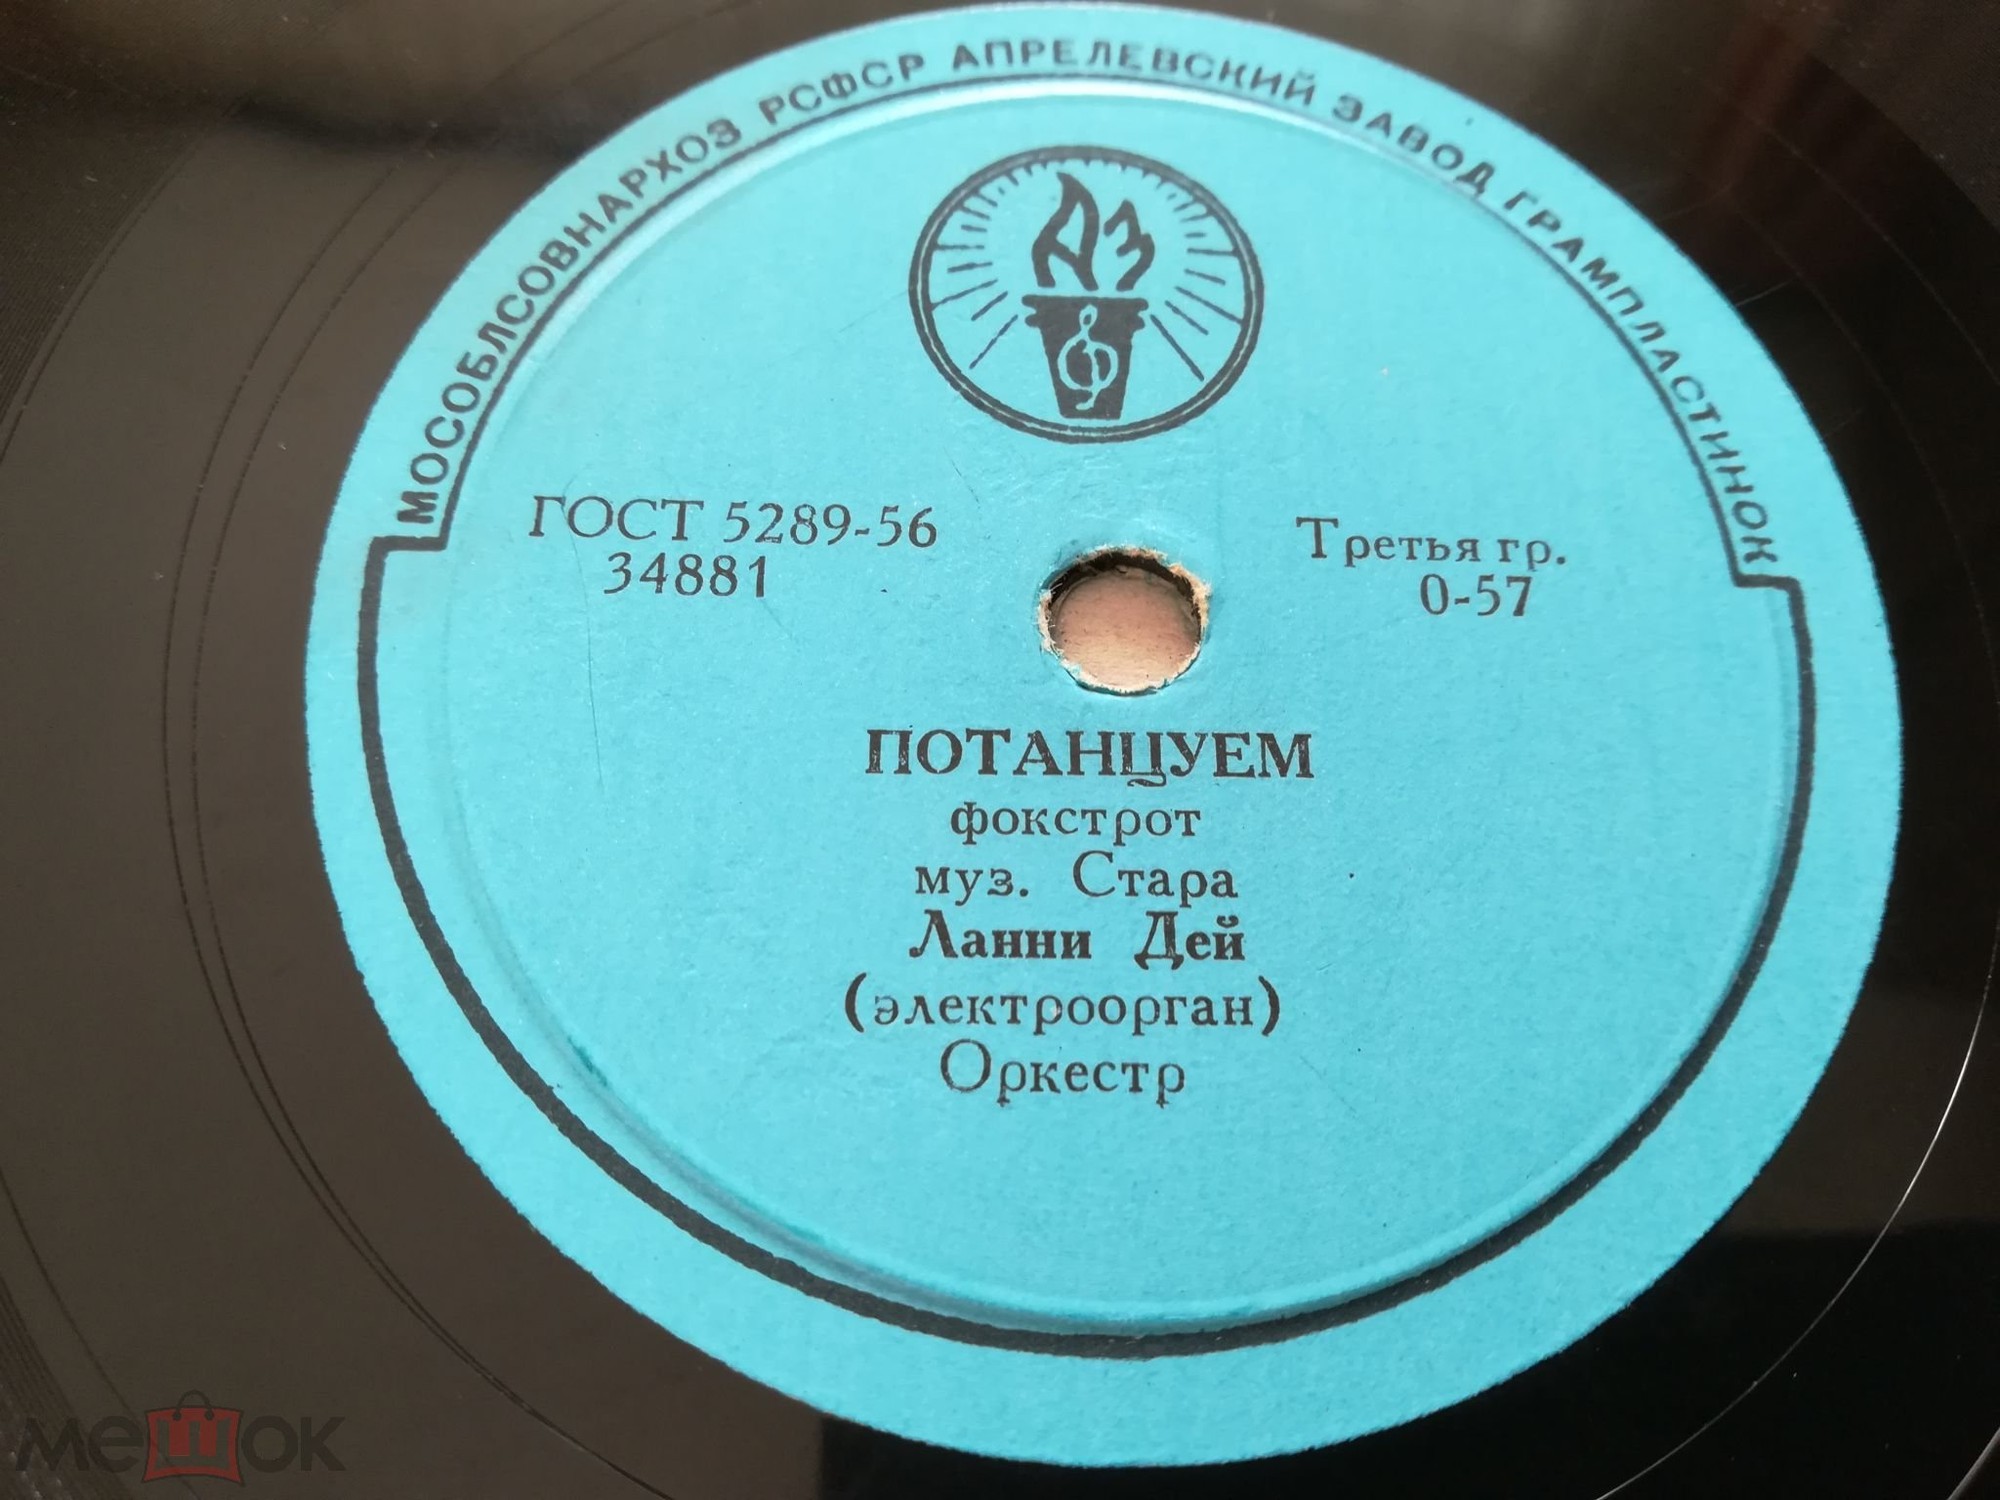 МОСОБЛСОВНАРХОЗ РСФСР АПРЕЛЕВСКИЙ ЗАВОД ГРАМПЛАСТИНОК
АЗ
ГОСТ 5289-56
34881
Третья гр.
0-57
ПОТАНЦУЕМ
фокстрот
муз. Стара
Ланни Дей
(электроорган)
Оркестр
мешок